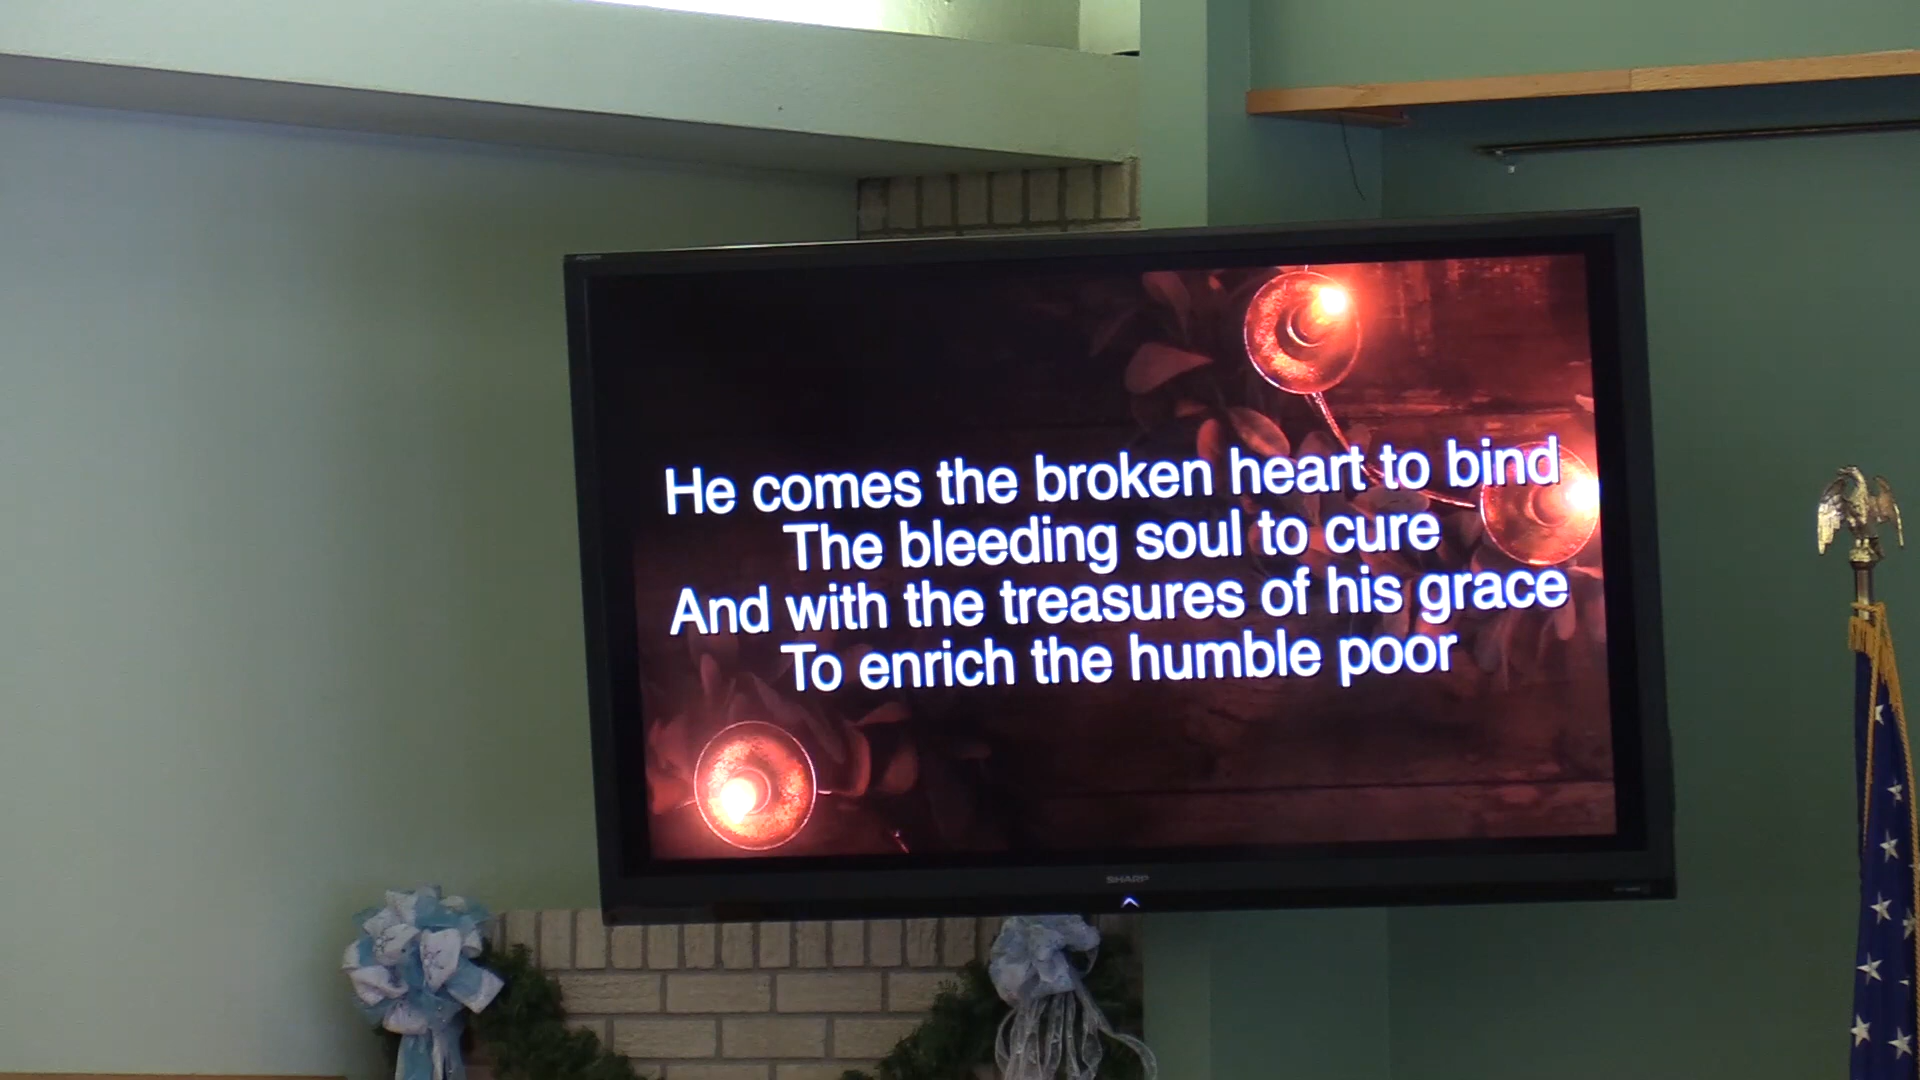 He comes the broken heart to bind
The bleeding soul to cure
And with the treasures of his grace
To enrich the humble poor
SHARP